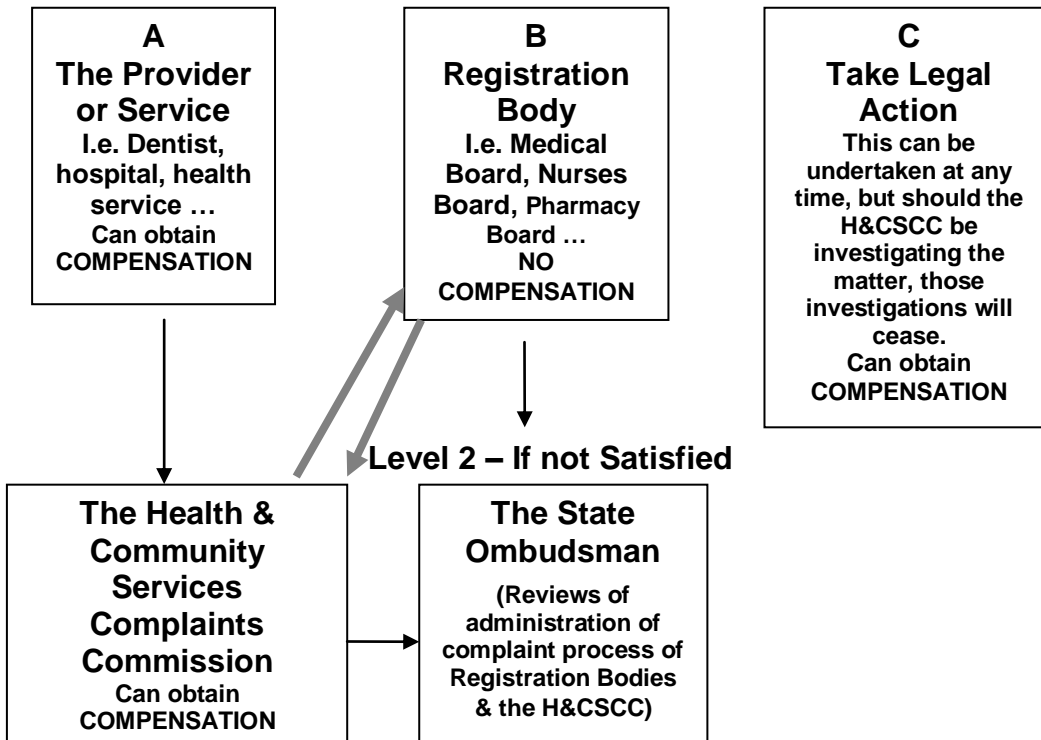 A
The Provider
or Service
I.e. Dentist,
hospital, health
service …
Can obtain
COMPENSATION
B
Registration
Body
I.e. Medical
Board, Nurses
Board, Pharmacy
Board …
NO
COMPENSATION
C
Take Legal
Action
This can be
undertaken at any
time, but should the
H&CSCC be
investigating the
matter, those
investigations will
cease.
Can obtain
COMPENSATION
Level 2 – If not Satisfied
The Health &
Community
Services
Complaints
Commission
Can obtain
COMPENSATION
The State
Ombudsman
(Reviews of
administration of
complaint process of
Registration Bodies
& the H&CSCC)